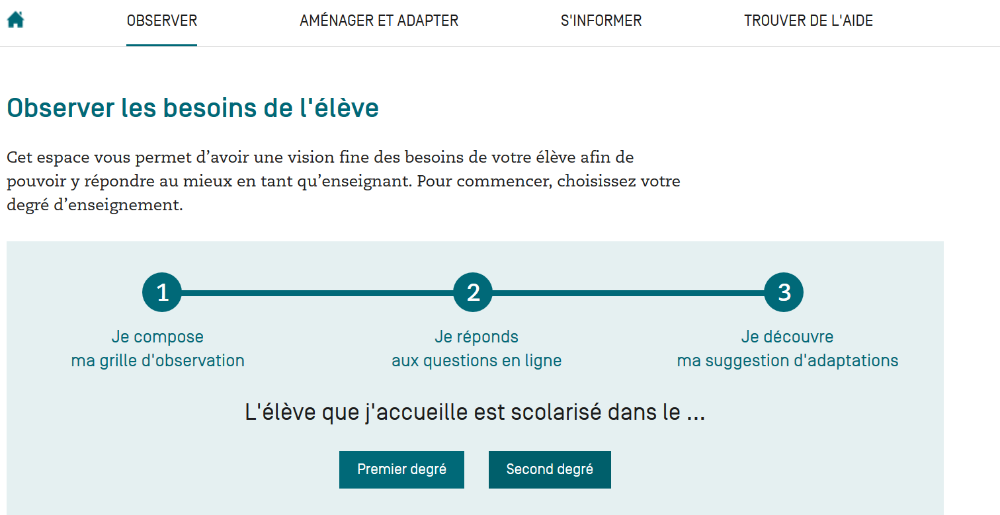 OBSERVER
AMÉNAGER ET ADAPTER
S'INFORMER
TROUVER DE L'AIDE
Observer les besoins de l'élève
Cet espace vous permet d’avoir une vision fine des besoins de votre élève afin de
pouvoir y répondre au mieux en tant qu’enseignant. Pour commencer, choisissez votre
degré d’enseignement.
1
2
3
Je compose
ma grille d'observation
Je réponds
aux questions en ligne
Je découvre
ma suggestion d'adaptations
L'élève que j'accueille est scolarisé dans le ...
Premier degré
Second degré